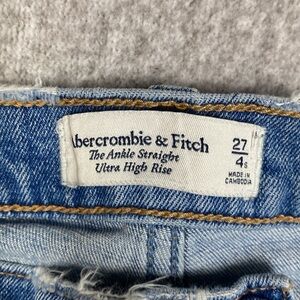 Abercrombie & Fitch
The Ankle Straight
Ultra High Rise
27
4s
MADE IN
CAMBODIA